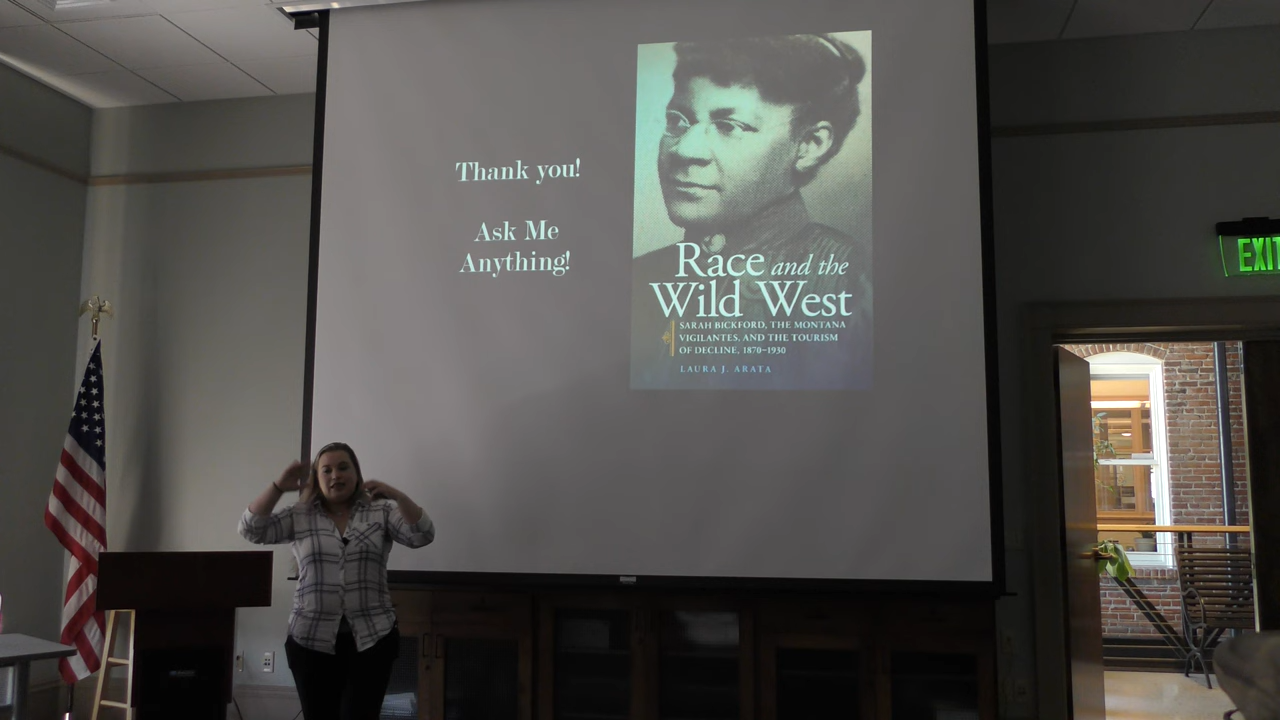 Thank you!
Ask Me
Anything!
Race and the
Wild West
SARAH BICKFORD, THE MONTANA
VIGILANTES, AND THE TOURISM
OF DECLINE, 1870–1930
LAURA J. ARATA
EXIT